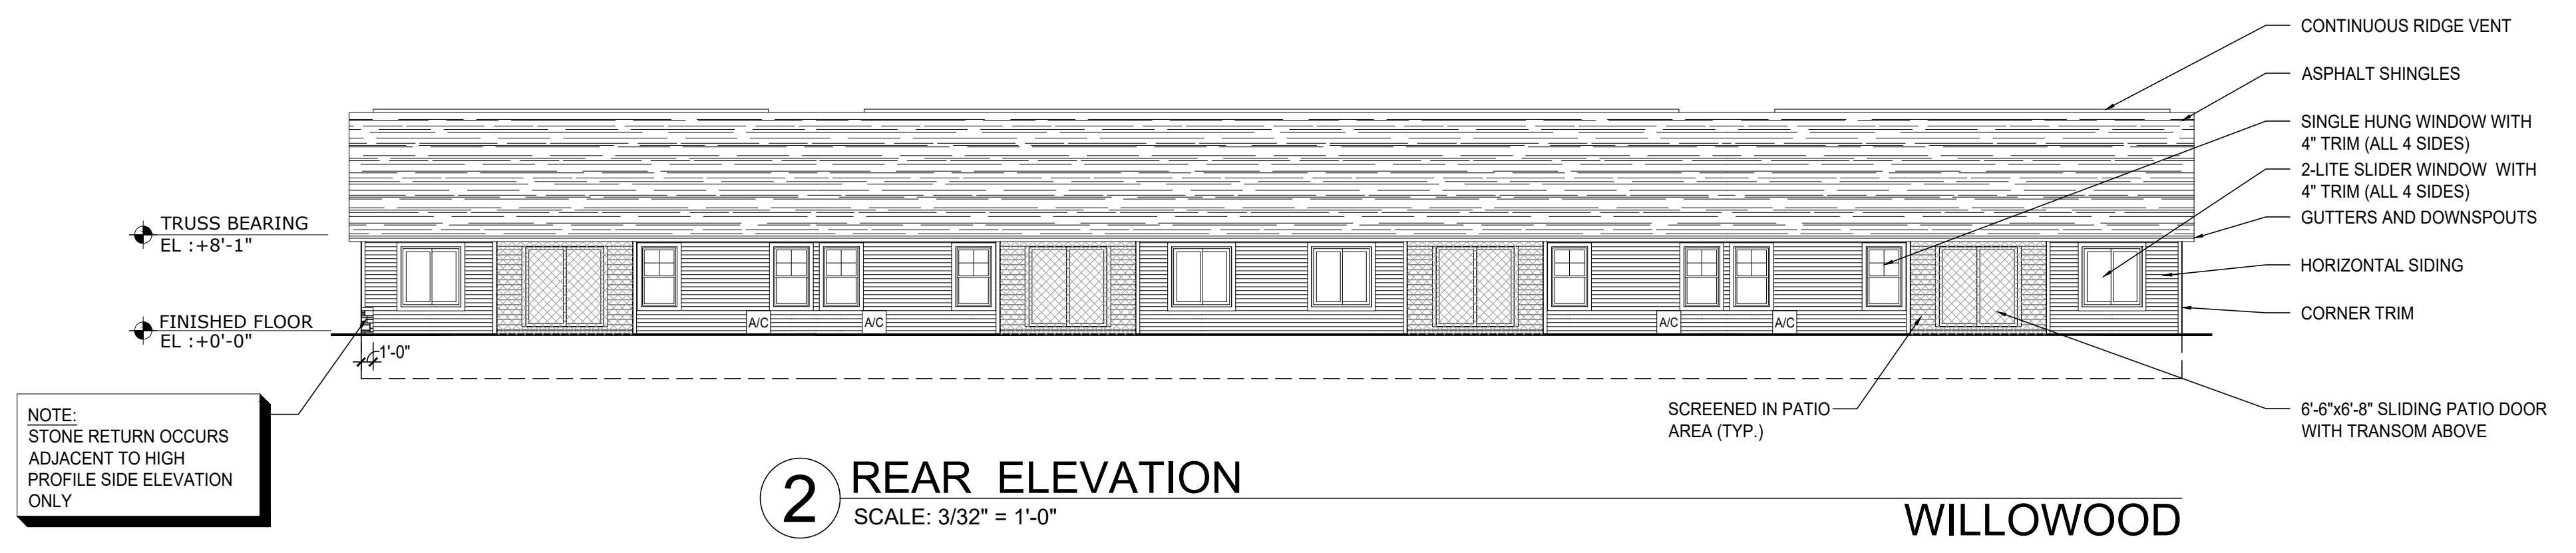 CONTINUOUS RIDGE VENT
ASPHALT SHINGLES
SINGLE HUNG WINDOW WITH
4" TRIM (ALL 4 SIDES)
2-LITE SLIDER WINDOW WITH
4" TRIM (ALL 4 SIDES)
GUTTERS AND DOWNSPOUTS
HORIZONTAL SIDING
CORNER TRIM
6'-6"x6'-8" SLIDING PATIO DOOR
WITH TRANSOM ABOVE
TRUSS BEARING
EL :+8'-1"
FINISHED FLOOR
EL :+0'-0"
1'-0"
A/C
A/C
A/C
A/C
SCREENED IN PATIO
AREA (TYP.)
NOTE:
STONE RETURN OCCURS
ADJACENT TO HIGH
PROFILE SIDE ELEVATION
ONLY
2
REAR ELEVATION
SCALE: 3/32" = 1'-0"
WILLOWOOD